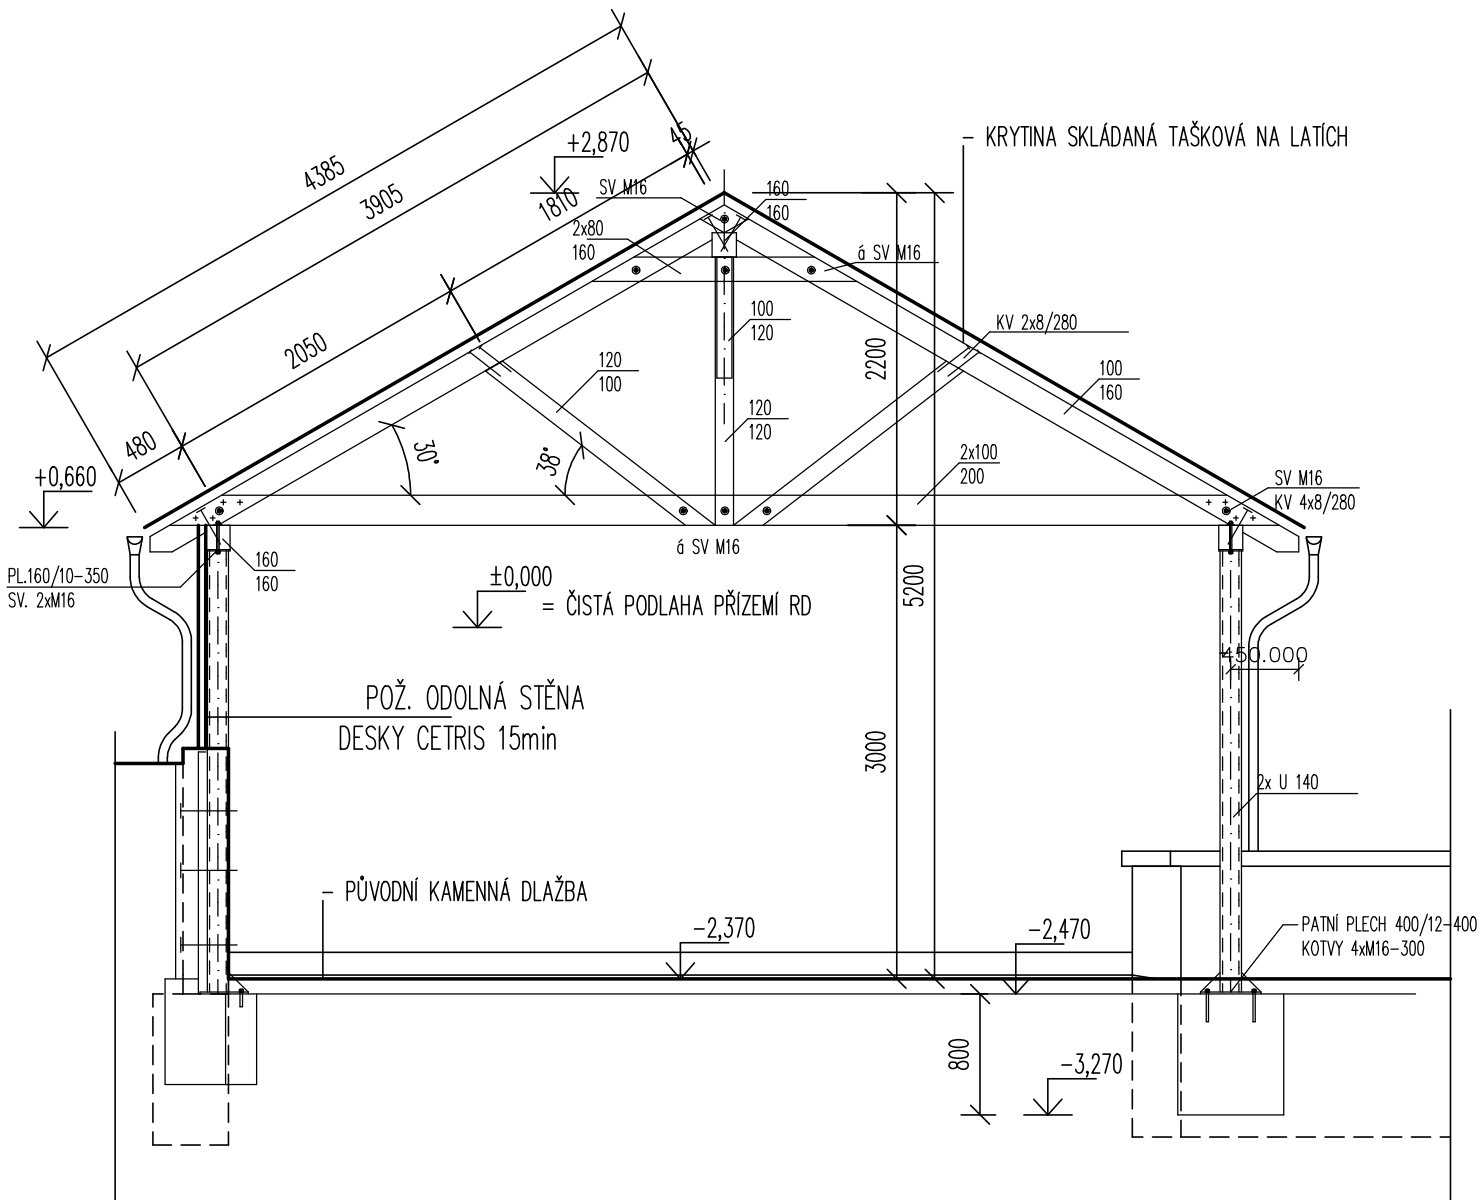 4385
3905
1810
45
2050
480
+2,870
+0,660
SV M16
160
160
2x80
160
á SV M16
– KRYTINA SKLÁDANÁ TAŠKOVÁ NA LATÍCH
KV 2x8/280
100
120
120
100
120
120
100
160
2200
2x100
200
30°
38°
SV M16
KV 4x8/280
á SV M16
160
160
PL.160/10–350
SV. 2xM16
±0,000
= ČISTÁ PODLAHA PŘÍZEMÍ RD
5200
450.000
POŽ. ODOLNÁ STĚNA
DESKY CETRIS 15min
3000
2x U 140
– PŮVODNÍ KAMENNÁ DLAŽBA
–2,370
–2,470
PATNÍ PLECH 400/12–400
KOTVY 4xM16–300
800
–3,270